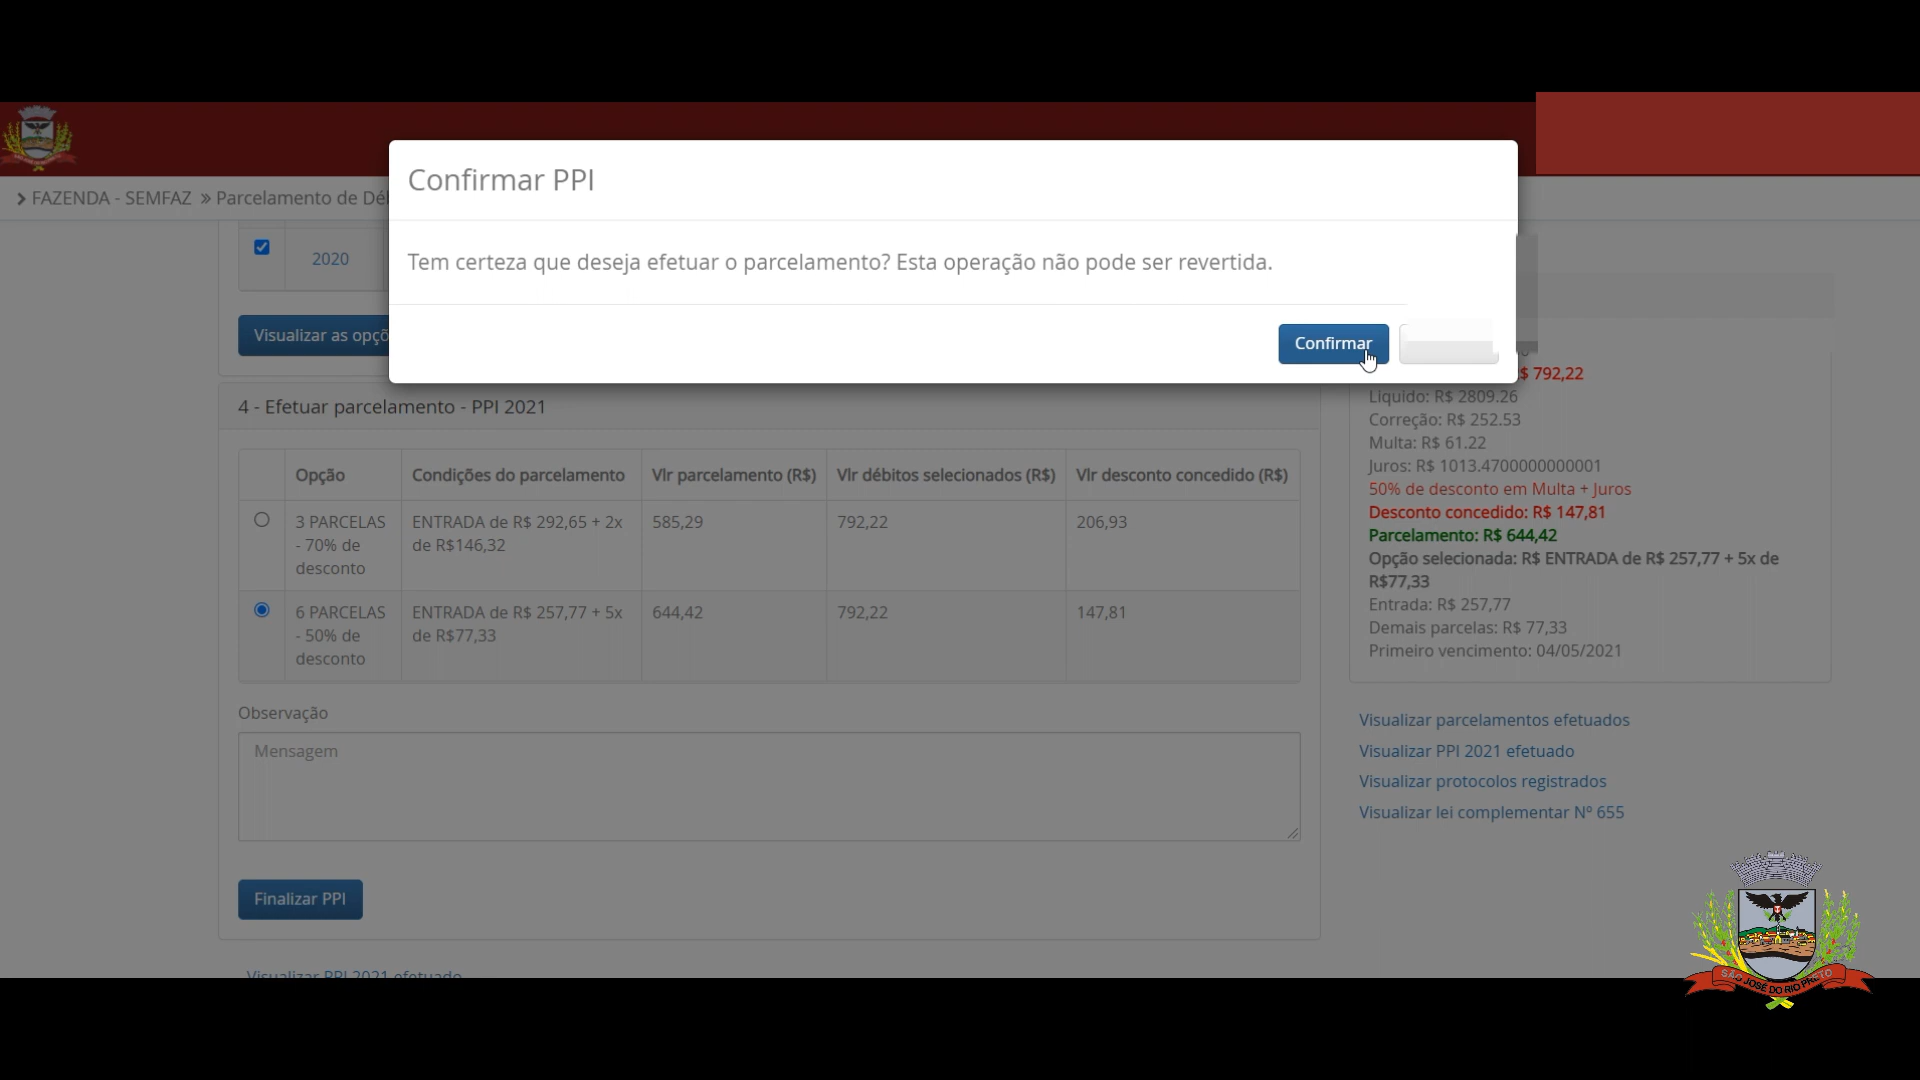 Confirmar PPI
FAZENDA - SEMFAZ » Parcelamento de
Tem certeza que deseja efetuar o parcelamento? Esta operação não pode ser revertida.
2020
Visualizar as
Confirmar
$ 792,22
4 - Efetuar parcelamento - PPI 2021
Liquido: R$ 2809.26
Correção: R$ 252.53
Multa: R$ 61.22
Juros: R$ 1013.4700000000001
50% de desconto em Multa + Juros
Desconto concedido: R$ 147,81
Parcelamento: R$ 644,42
Opção selecionada: R$ ENTRADA de R$ 257,77 + 5x de
R$77,33
Entrada: R$ 257,77
Demais parcelas: R$ 77,33
Primeiro vencimento: 04/05/2021
Opção Condições do parcelamento Vlr parcelamento (R$) Vlr débitos selecionados (R$) Vlr desconto concedido (R$)
3 PARCELAS ENTRADA de R$ 292,65 + 2x 585,29 792,22 206,93
- 70% de de R$146,32
desconto
6 PARCELAS ENTRADA de R$ 257,77 + 5x 644,42 792,22 147,81
- 50% de de R$77,33
desconto
Observação
Mensagem
Finalizar PPI
Visualizar parcelamentos efetuados
Visualizar PPI 2021 efetuado
Visualizar protocolos registrados
Visualizar lei complementar Nº 655
Visualizar PPI 2021 efetuado
SÃO JOSÉ DO RIO PRETO